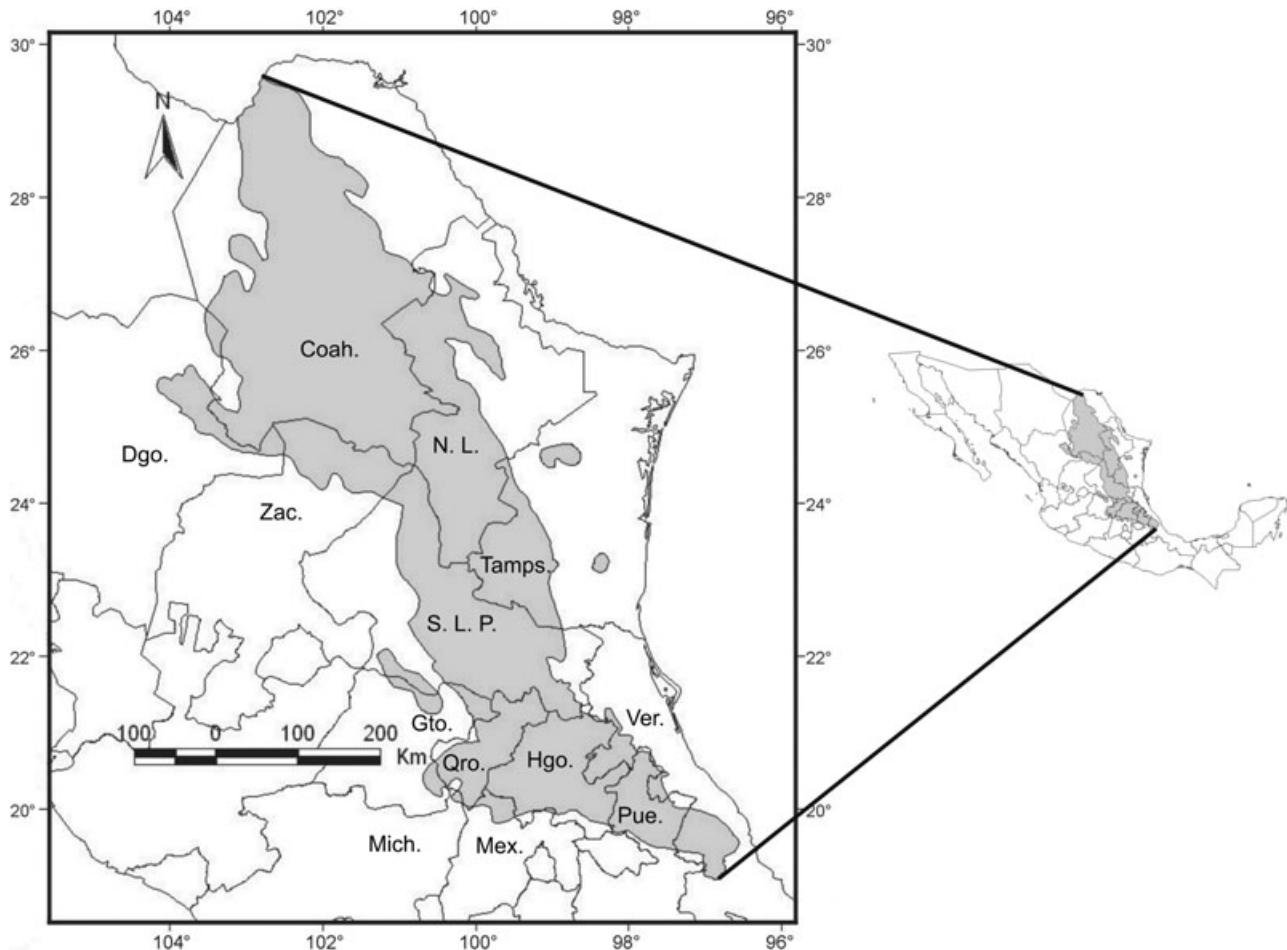 104° 102° 100° 98° 96°
30° 30°
N
28° 28°
26° 26°
Coah.
N. L.
Dgo.
24° 24°
Zac.
Tamps.
S. L. P.
22° 22°
Gto. Ver.
100 0 100 200
Km
Qro. Hgo.
20° 20°
Pue.
Mich. Mex.
104° 102° 100° 98° 96°